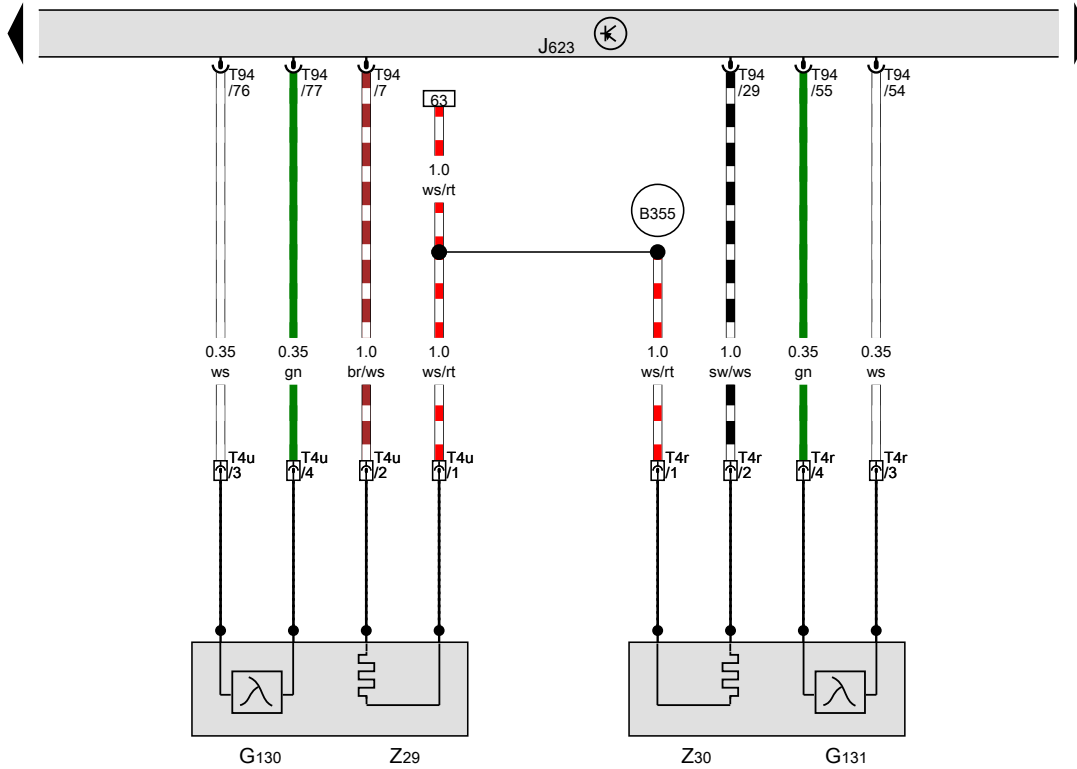 J623
T94
/76
T94
/77
T94
/7
T94
/29
T94
/55
T94
/54
63
1.0
ws/rt
B355
0.35
ws
0.35
gn
1.0
br/ws
1.0
ws/rt
1.0
ws/rt
1.0
sw/ws
0.35
gn
0.35
ws
T4u
/3
T4u
/4
T4u
/2
T4u
/1
T4r
/1
T4r
/2
T4r
/4
T4r
/3
G130
Z29
Z30
G131